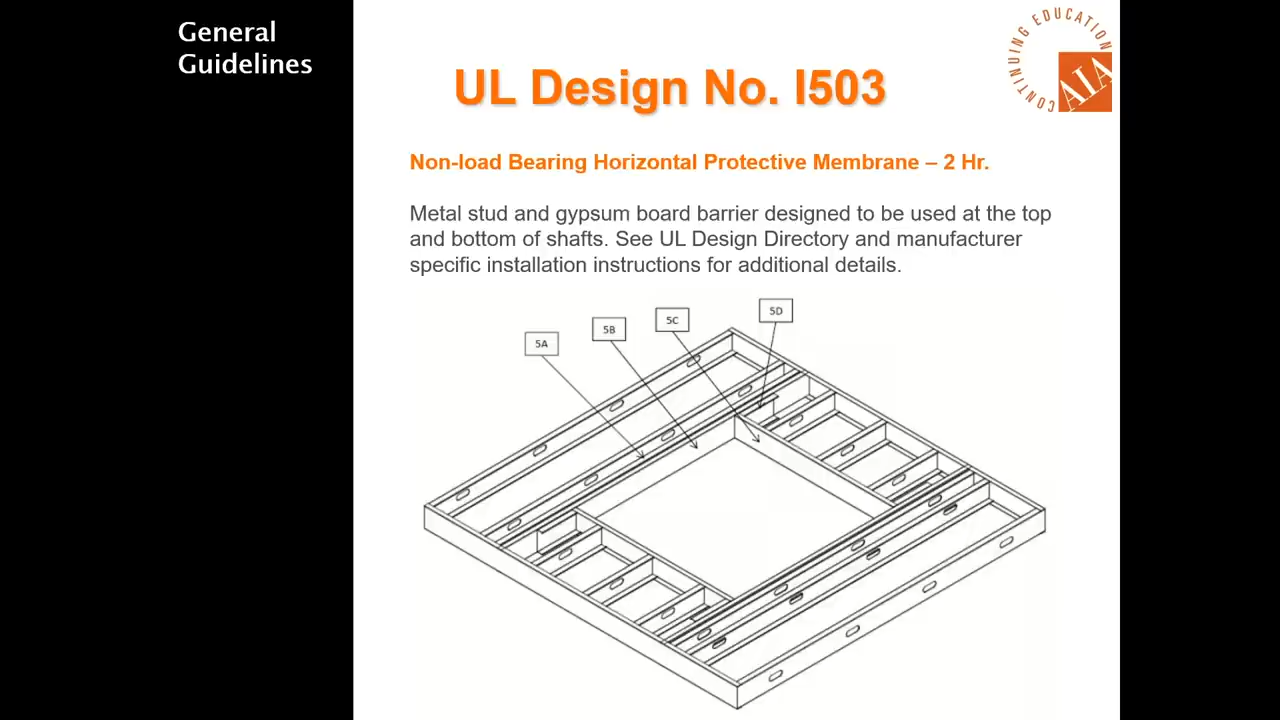 General
Guidelines
CONTINUING EDUCATION
AIA
UL Design No. I503
Non-load Bearing Horizontal Protective Membrane – 2 Hr.
Metal stud and gypsum board barrier designed to be used at the top
and bottom of shafts. See UL Design Directory and manufacturer
specific installation instructions for additional details.
5A
5B
5C
5D